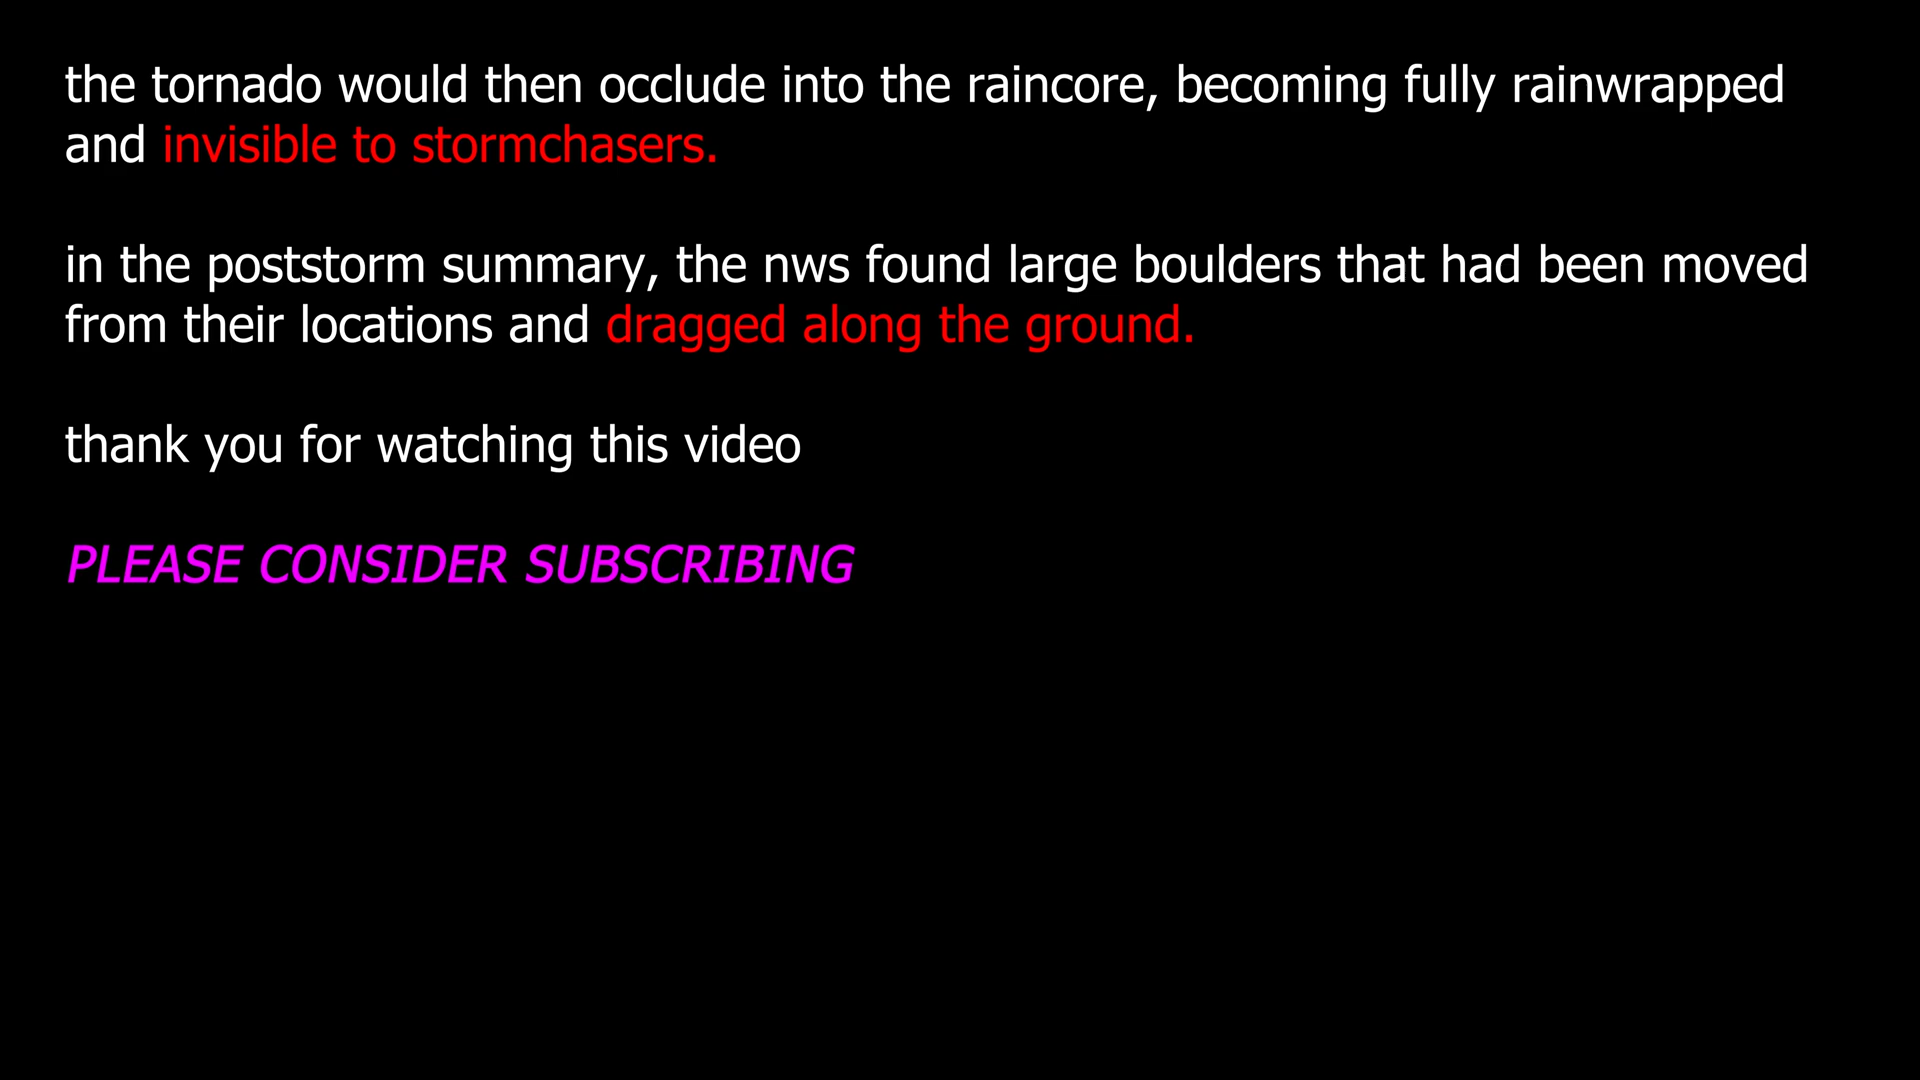 the tornado would then occlude into the raincore, becoming fully rainwrapped
and invisible to stormchasers.
in the poststorm summary, the nws found large boulders that had been moved
from their locations and dragged along the ground.
thank you for watching this video
PLEASE CONSIDER SUBSCRIBING